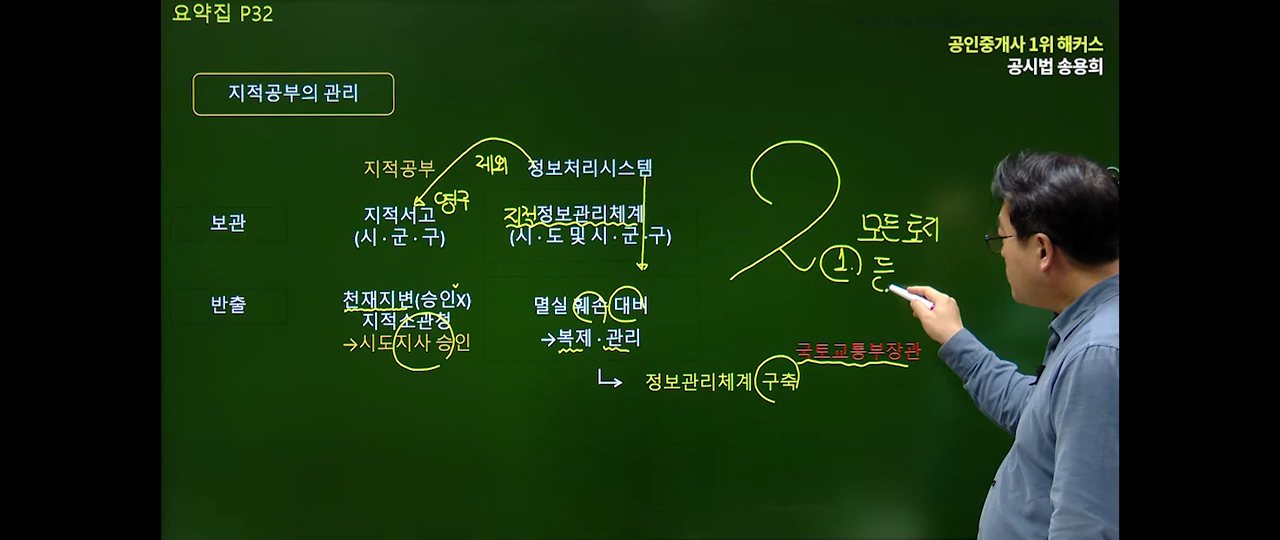 요약집 P32
공인중개사 1위 해커스
공시법 송용희
지적공부의 관리
지적공부
제외
정보처리시스템
영구
보관
지적서고
(시·군·구)
지적정보관리체계
(시·도 및 시·군·구)
모든 토지
1.
든
반출
천재지변(승인x)
지적소관청
→시도지사 승인
멸실 훼손 대비
→복제·관리
국토교통부장관
정보관리체계 구축